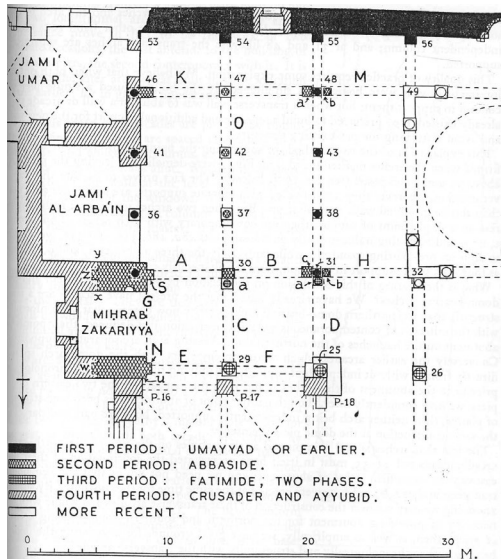 53 54 55 56
JAMI' 'UMAR
46 K 47 L 48 M 49
a b
O
41 42 43
JAMI' AL ARBA'IN
36 37 38
y
A 30 B c 31 H 32
z S a a b
x G
MIHRAB ZAKARIYYA
C D
N E 29 F 25 26
w u
P-16 P-17 P-18
FIRST PERIOD: UMAYYAD OR EARLIER.
SECOND PERIOD: ABBASIDE.
THIRD PERIOD: FATIMIDE, TWO PHASES.
FOURTH PERIOD: CRUSADER AND AYYUBID.
MORE RECENT.
0 10 20 30 M.